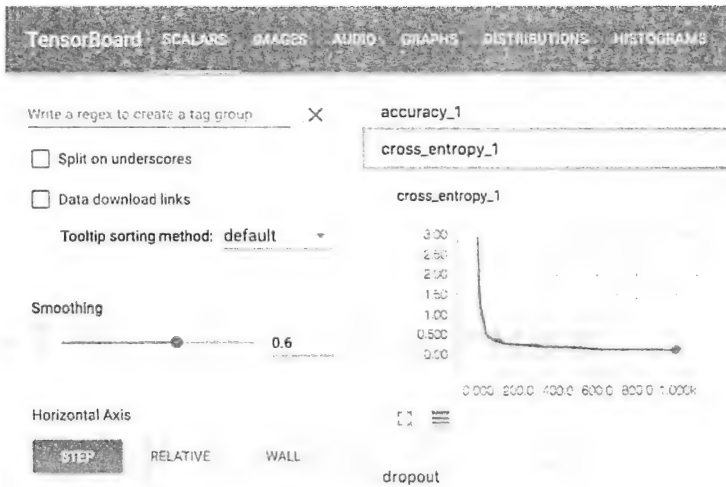 TensorBoard SCALARS IMAGES AUDIO GRAPHS DISTRIBUTIONS HISTOGRAMS
Write a regex to create a tag group
Split on underscores
Data download links
Tooltip sorting method: default
Smoothing
0.6
Horizontal Axis
STEP RELATIVE WALL
accuracy_1
cross_entropy_1
cross_entropy_1
3.00
2.50
2.00
1.50
1.00
0.500
0.00
0.000 200.0 400.0 600.0 800.0 1.000k
dropout